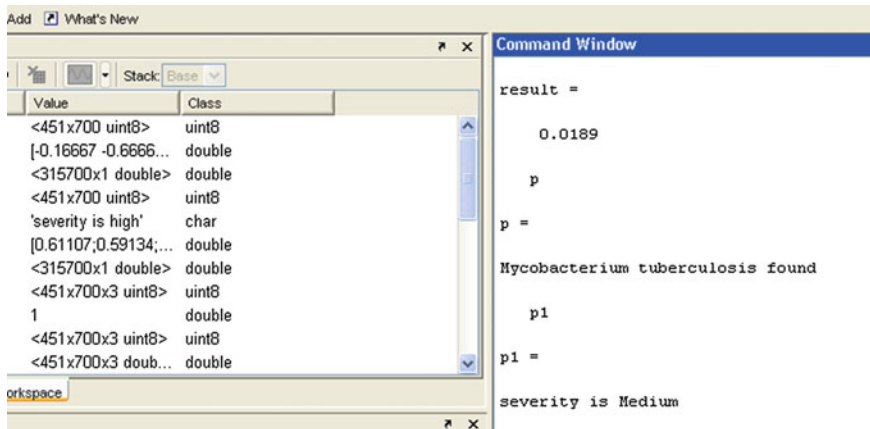 Add What's New
Stack: Base
Value Class
<451x700 uint8> uint8
[-0.16667 -0.6666... double
<315700x1 double> double
<451x700 uint8> uint8
'severity is high' char
[0.61107;0.59134;... double
<315700x1 double> double
<451x700x3 uint8> uint8
1 double
<451x700x3 uint8> uint8
<451x700x3 doub... double
orkspace
Command Window
result =
0.0189
p
p =
Mycobacterium tuberculosis found
p1
p1 =
severity is Medium